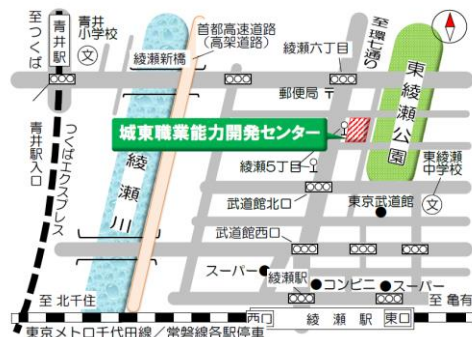 至つくば
青井駅
青井
小学校
文
首都高速道路
(高架道路)
綾瀬新橋
綾瀬六丁目
至環七通り
郵便局〒
東綾瀬公園
城東職業能力開発センター
青井駅入口
つくばエクスプレス
綾瀬川
綾瀬5丁目
東綾瀬
中学校
文
武道館北口
東京武道館
武道館西口
スーパー
綾瀬駅
コンビニ
スーパー
至 北千住
至 亀有
西口
綾瀬駅
東口
東京メトロ千代田線/常磐線各駅停車